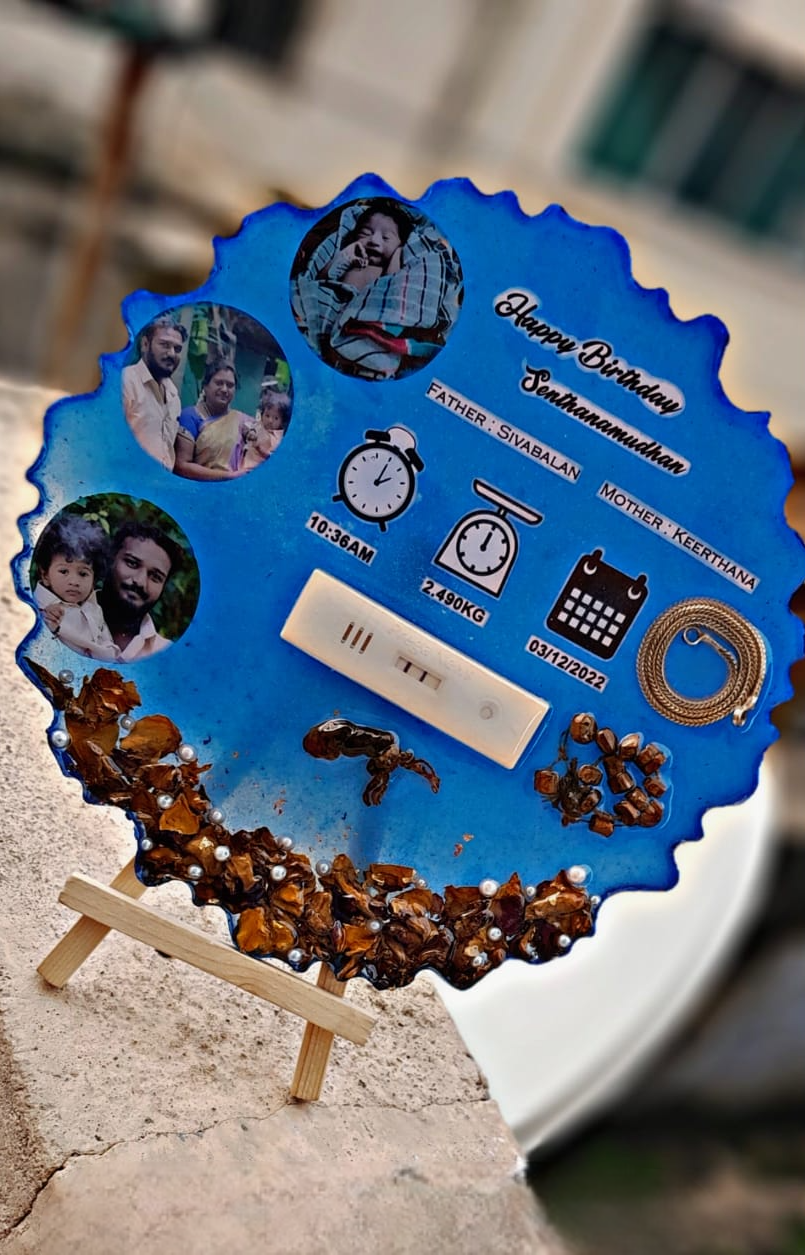 Happy Birthday
Senthanamudhan
FATHER : SIVABALAN
MOTHER : KEERTHANA
10:36AM
2.490KG
03/12/2022